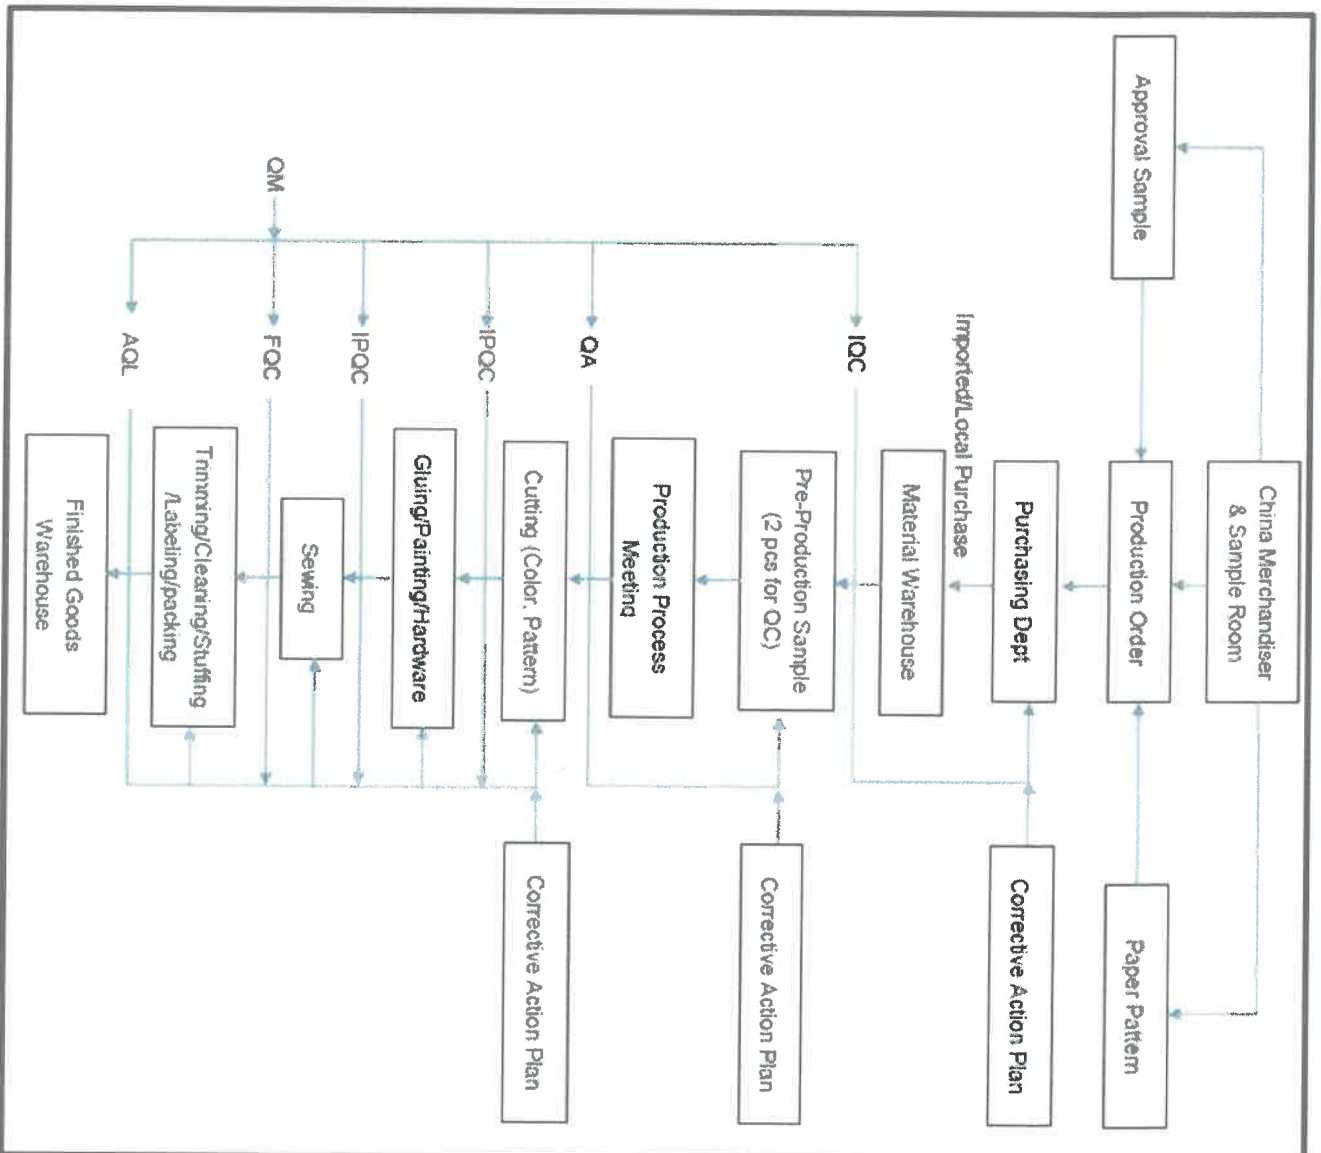 China Merchandiser
& Sample Room
Approval Sample
Production Order
Paper Pattern
Purchasing Dept
Corrective Action Plan
Imported/Local Purchase
IQC
Material Warehouse
Pre-Production Sample
(2 pcs for QC)
Corrective Action Plan
QA
Production Process
Meeting
IPQC
Cutting (Color. Pattern)
Corrective Action Plan
IPQC
Gluing/Painting/Hardware
QM
FQC
Sewing
AQL
Trimming/Cleaning/Stuffing
/Labeling/packing
Finished Goods
Warehouse